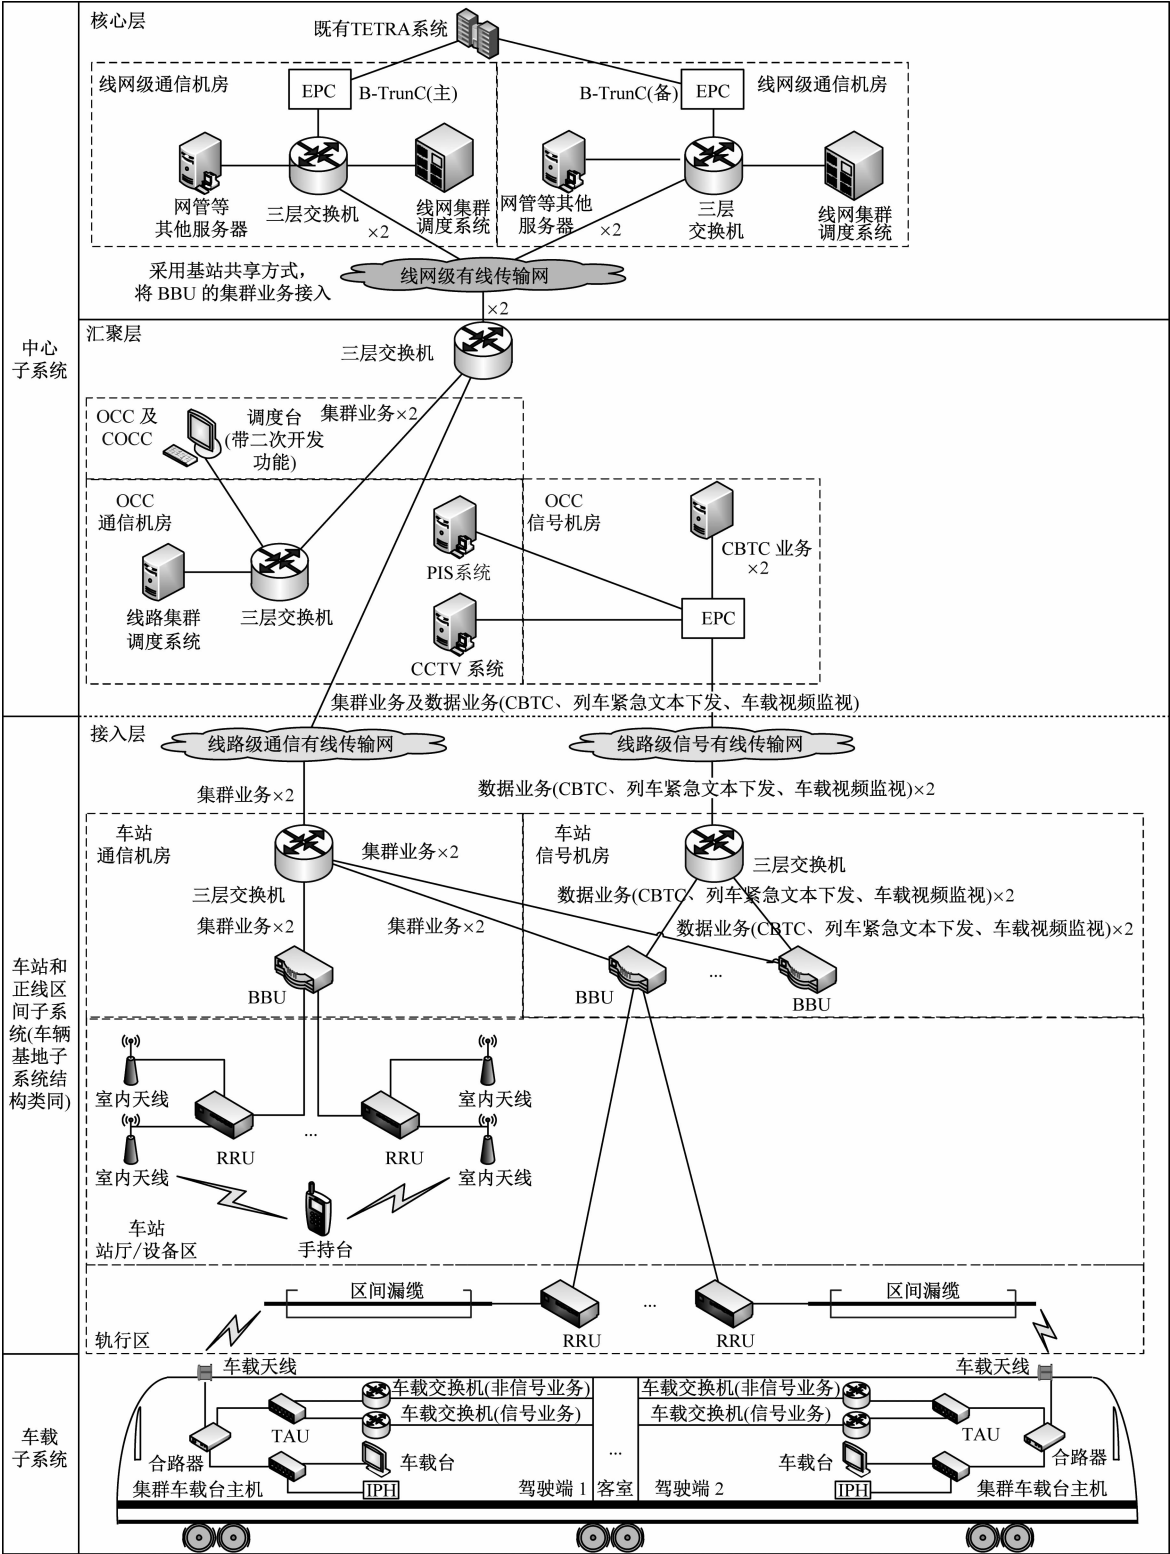 核心层
既有TETRA系统
线网级通信机房
EPC
B-TrunC(主)
B-TrunC(备)
EPC
线网级通信机房
网管等
其他服务器
三层交换机
线网集群
调度系统
网管等其他
服务器
三层
交换机
线网集群
调度系统
×2
×2
采用基站共享方式，
将 BBU 的集群业务接入
线网级有线传输网
×2
中心
子系统
汇聚层
三层交换机
OCC 及
COCC
调度台
(带二次开发
功能)
集群业务×2
OCC
通信机房
线路集群
调度系统
三层交换机
PIS系统
CCTV 系统
OCC
信号机房
CBTC 业务
×2
EPC
集群业务及数据业务(CBTC、列车紧急文本下发、车载视频监视)
接入层
线路级通信有线传输网
线路级信号有线传输网
集群业务×2
数据业务(CBTC、列车紧急文本下发、车载视频监视)×2
车站
通信机房
三层交换机
集群业务×2
集群业务×2
集群业务×2
车站
信号机房
三层交换机
数据业务(CBTC、列车紧急文本下发、车载视频监视)×2
数据业务(CBTC、列车紧急文本下发、车载视频监视)×2
BBU
BBU
...
BBU
车站和
正线区
间子系
统(车辆
基地子
系统结
构类同)
室内天线
室内天线
室内天线
室内天线
RRU
...
RRU
手持台
车站
站厅/设备区
区间漏缆
...
区间漏缆
RRU
RRU
轨行区
车载
子系统
车载天线
车载天线
车载交换机(非信号业务)
车载交换机(非信号业务)
车载交换机(信号业务)
车载交换机(信号业务)
TAU
TAU
合路器
合路器
车载台
...
车载台
集群车载台主机
IPH
驾驶端 1
客室
驾驶端 2
IPH
集群车载台主机